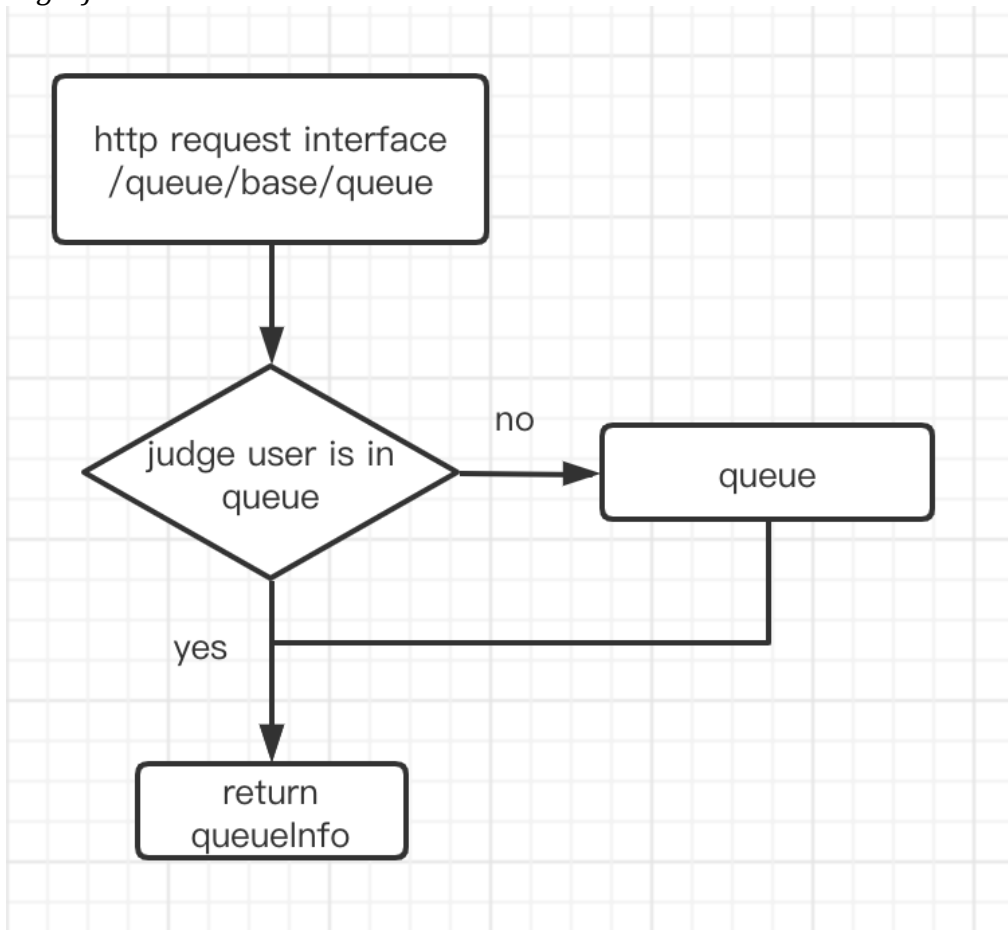 http request interface
/queue/base/queue
judge user is in
queue
no
queue
yes
return
queueInfo